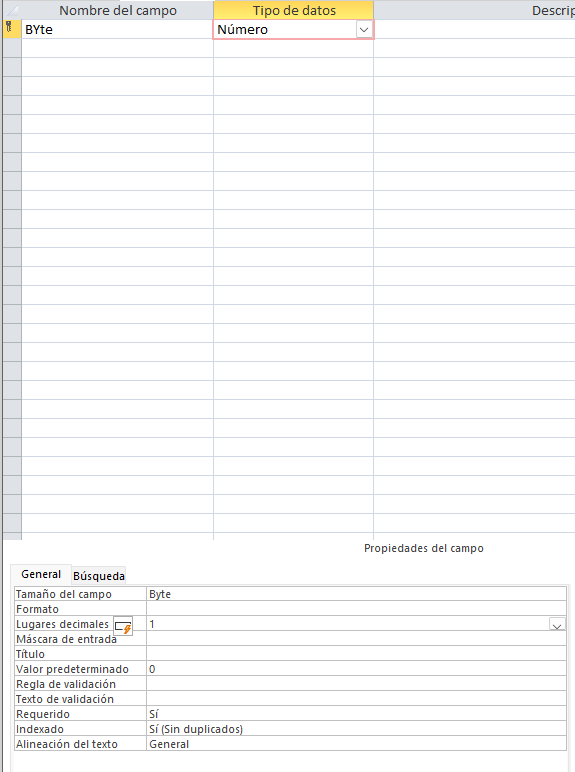 Nombre del campo Tipo de datos Descrip
BYte Número
Propiedades del campo
General Búsqueda
Tamaño del campo Byte
Formato
Lugares decimales 1
Máscara de entrada
Título
Valor predeterminado 0
Regla de validación
Texto de validación
Requerido Sí
Indexado Sí (Sin duplicados)
Alineación del texto General